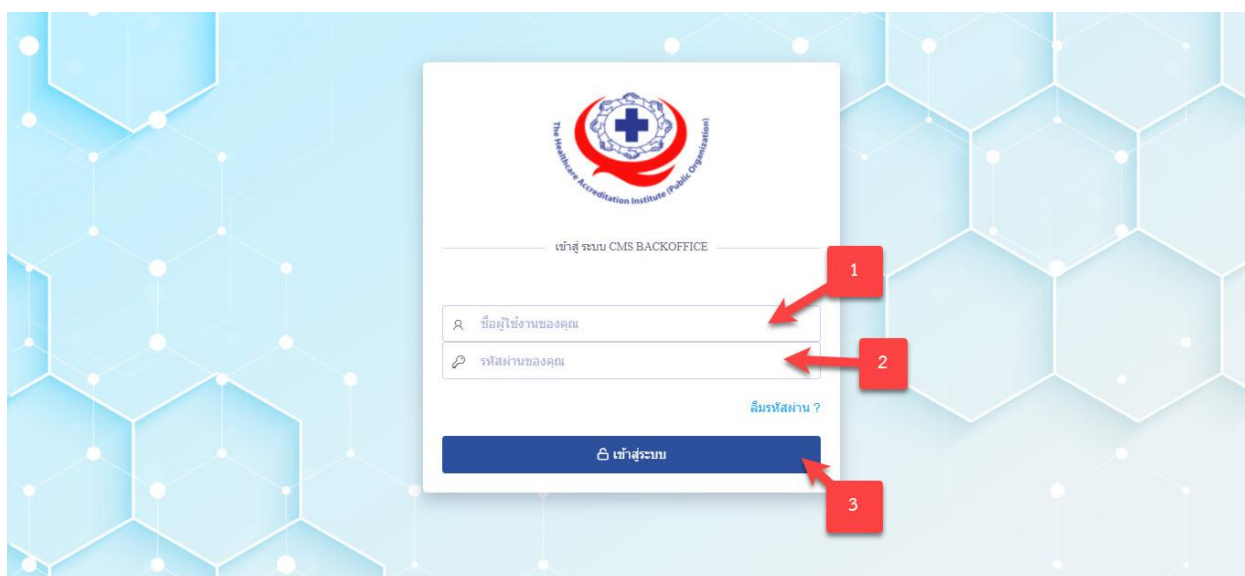 The Healthcare Accreditation Institute (Public Organization)
เข้าสู่ ระบบ CMS BACKOFFICE
1
ชื่อผู้ใช้งานของคุณ
รหัสผ่านของคุณ
2
ลืมรหัสผ่าน ?
เข้าสู่ระบบ
3